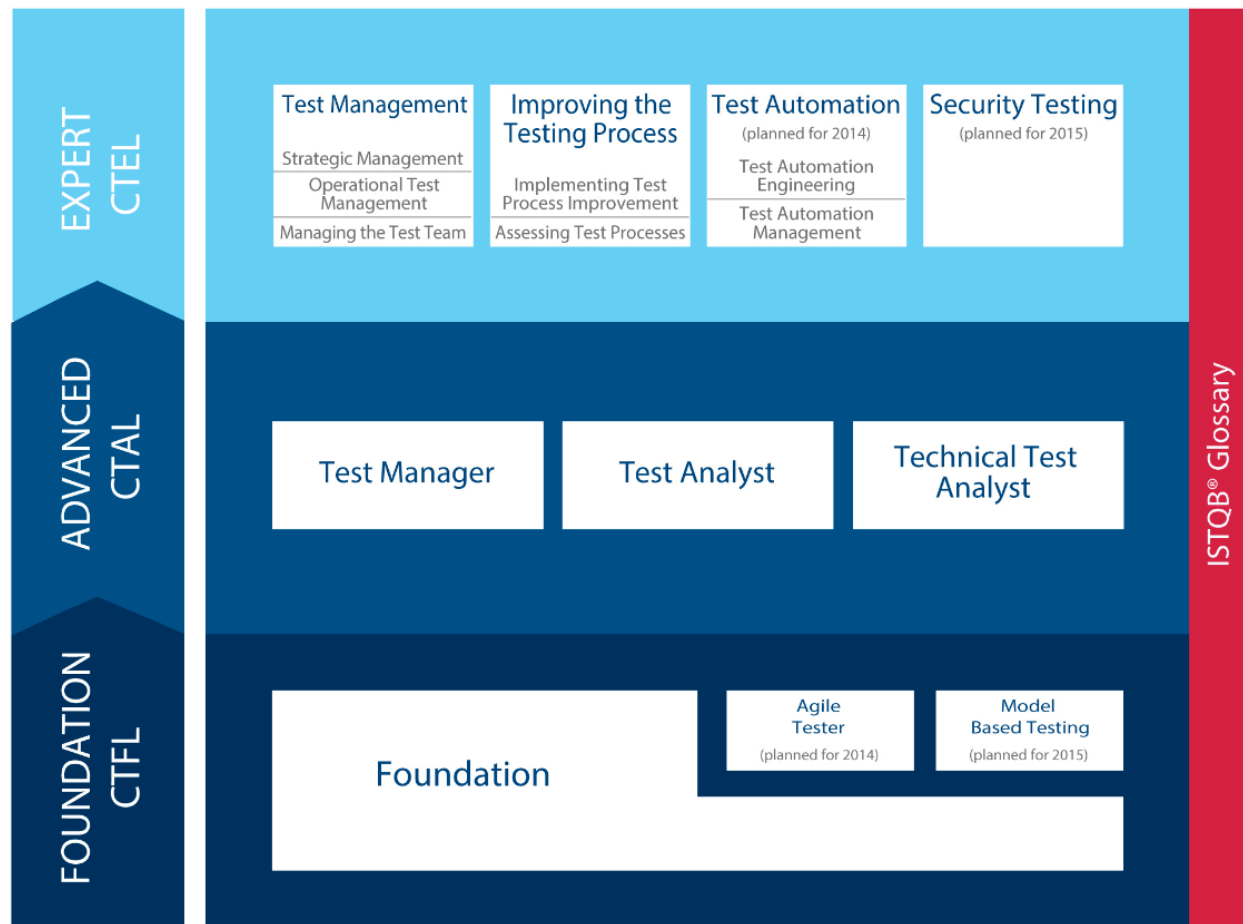 EXPERT
CTEL
Test Management
Strategic Management
Operational Test
Management
Managing the Test Team
Improving the
Testing Process
Implementing Test
Process Improvement
Assessing Test Processes
Test Automation
(planned for 2014)
Test Automation
Engineering
Test Automation
Management
Security Testing
(planned for 2015)
ADVANCED
CTAL
Test Manager
Test Analyst
Technical Test
Analyst
FOUNDATION
CTFL
Foundation
Agile
Tester
(planned for 2014)
Model
Based Testing
(planned for 2015)
ISTQB® Glossary